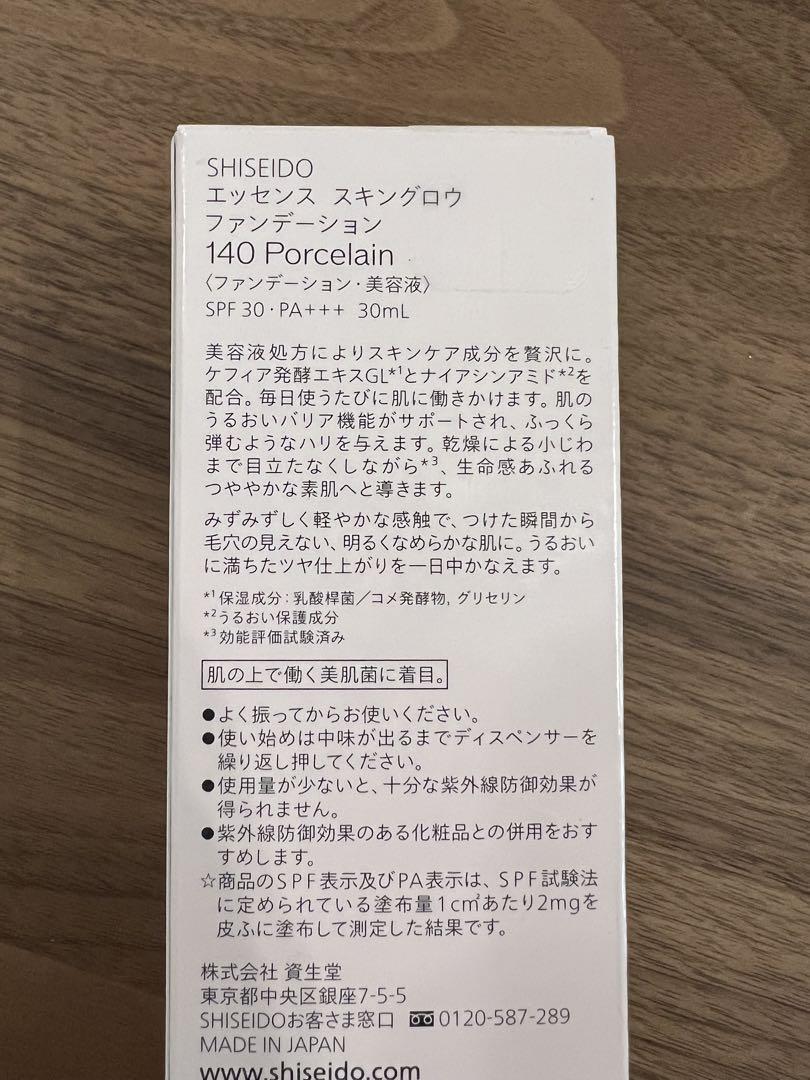 SHISEIDO
エッセンス スキングロウ
ファンデーション
140 Porcelain
〈ファンデーション・美容液〉
SPF 30・PA+++ 30mL
美容液処方によりスキンケア成分を贅沢に。
ケフィア発酵エキスGL*1とナイアシンアミド*2を
配合。毎日使うたびに肌に働きかけます。肌の
うるおいバリア機能がサポートされ、ふっくら
弾むようなハリを与えます。乾燥による小じわ
まで目立たなくしながら*3、生命感あふれる
つややかな素肌へと導きます。
みずみずしく軽やかな感触で、つけた瞬間から
毛穴の見えない、明るくなめらかな肌に。うるおい
に満ちたツヤ仕上がりを一日中かなえます。
*1 保湿成分：乳酸桿菌／コメ発酵物, グリセリン
*2 うるおい保護成分
*3 効能評価試験済み
肌の上で働く美肌菌に着目。
●よく振ってからお使いください。
●使い始めは中味が出るまでディスペンサーを
繰り返し押してください。
●使用量が少ないと、十分な紫外線防御効果が
得られません。
●紫外線防御効果のある化粧品との併用をおす
すめします。
☆商品のSPF表示及びPA表示は、SPF試験法
に定められている塗布量1c㎡あたり2mgを
皮ふに塗布して測定した結果です。
株式会社 資生堂
東京都中央区銀座7-5-5
SHISEIDOお客さま窓口 0120-587-289
MADE IN JAPAN
www.shiseido.com